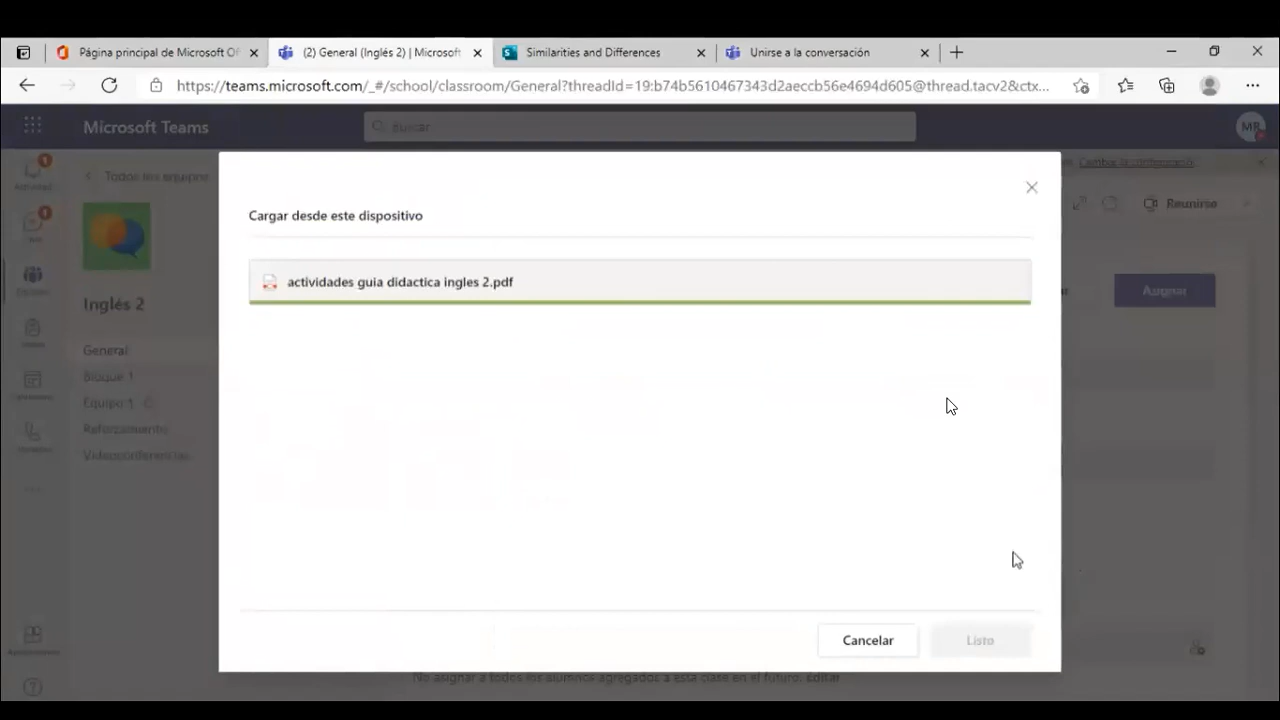 Página principal de Microsoft Of
(2) General (Inglés 2) | Microsoft
Similarities and Differences
Unirse a la conversación
https://teams.microsoft.com/_#/school/classroom/General?threadId=19:b74b5610467343d2aeccb56e4694d605@thread.tacv2&ctx...
Microsoft Teams
Buscar
MR
Todos los equipos
Cambiar la configuración
Reunirse
Cargar desde este dispositivo
actividades guia didactica ingles 2.pdf
Asignar
Inglés 2
General
Bloque 1
Equipo 1
Reforzamiento
Videoconferencias
Cancelar
Listo
No asignar a todos los alumnos agregados a esta clase en el futuro. Editar